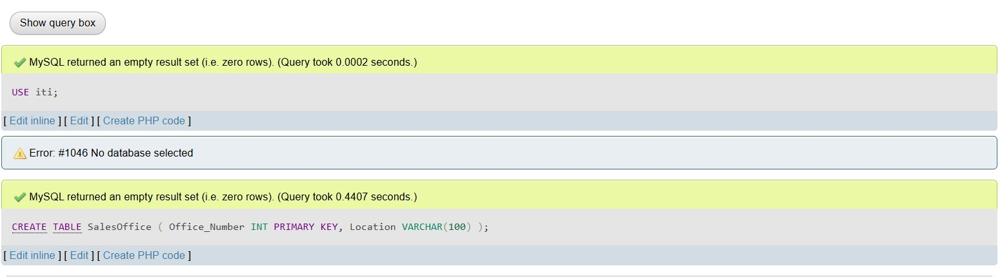 Show query box
MySQL returned an empty result set (i.e. zero rows). (Query took 0.0002 seconds.)
USE iti;
[ Edit inline ] [ Edit ] [ Create PHP code ]
Error: #1046 No database selected
MySQL returned an empty result set (i.e. zero rows). (Query took 0.4407 seconds.)
CREATE TABLE SalesOffice ( Office_Number INT PRIMARY KEY, Location VARCHAR(100) );
[ Edit inline ] [ Edit ] [ Create PHP code ]